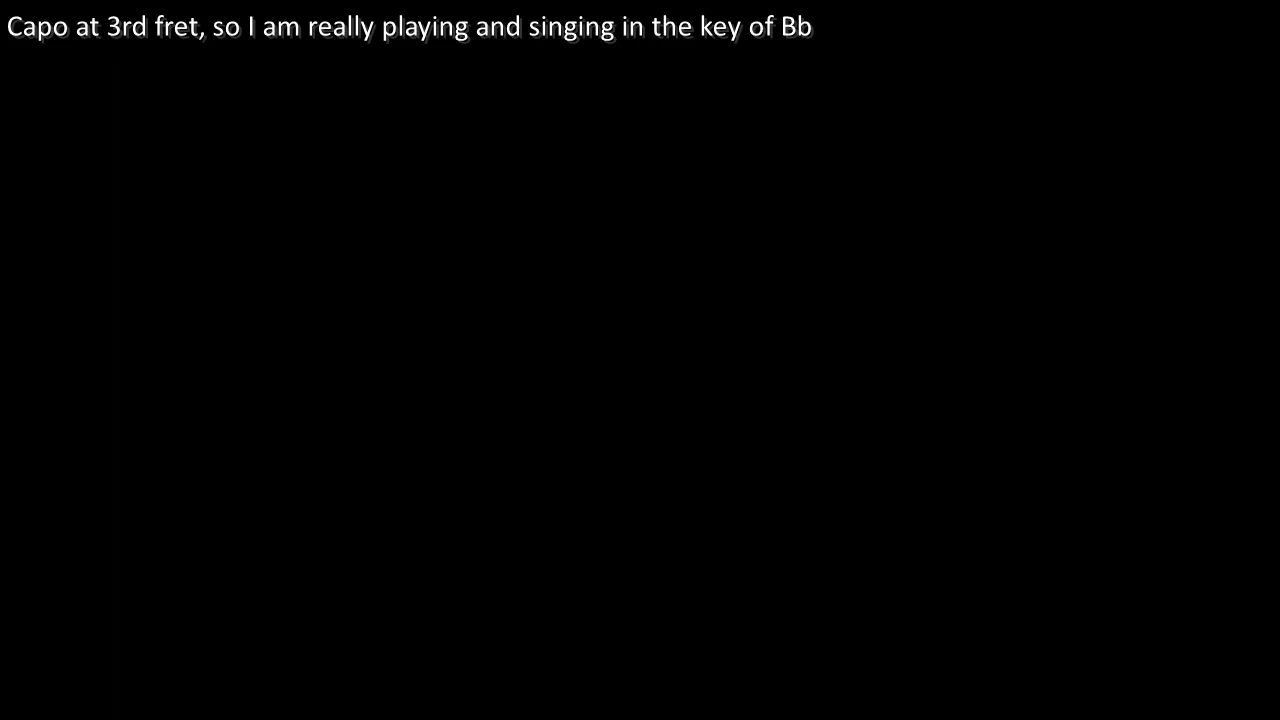 Capo at 3rd fret, so I am really playing and singing in the key of Bb